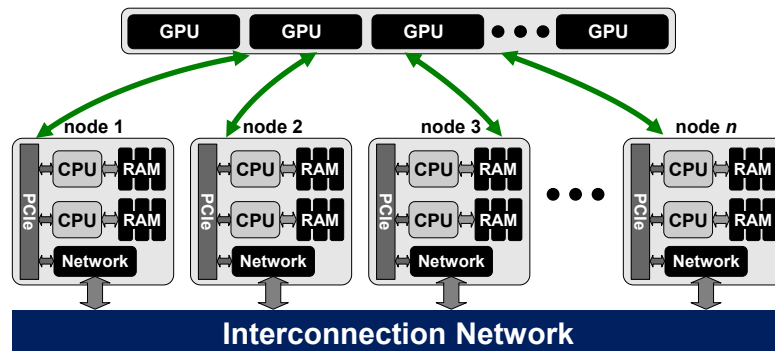 GPU GPU GPU GPU
node 1 node 2 node 3 node n
CPU RAM CPU RAM CPU RAM CPU RAM
PCIe PCIe PCIe PCIe
CPU RAM CPU RAM CPU RAM CPU RAM
Network Network Network Network
Interconnection Network